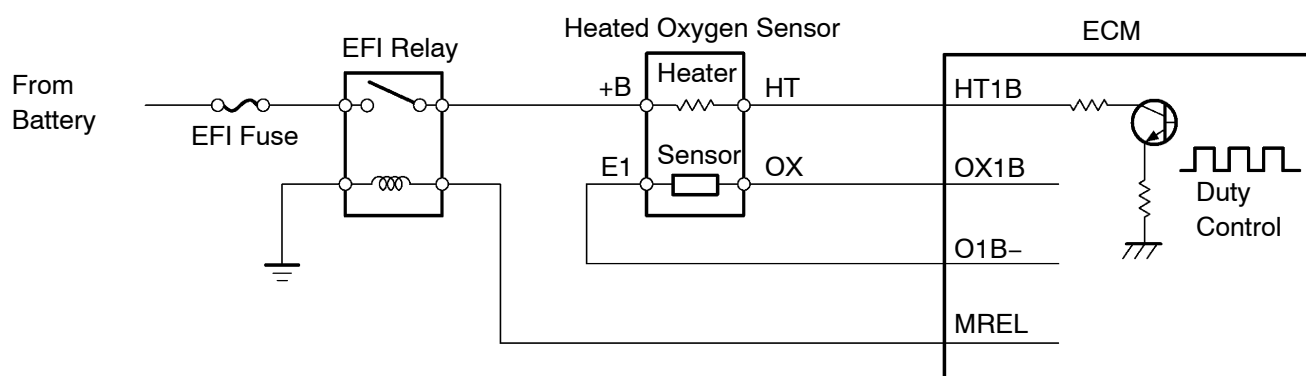 Heated Oxygen Sensor
ECM
EFI Relay
From
Battery
EFI Fuse
+B
Heater
HT
HT1B
E1
Sensor
OX
OX1B
Duty
Control
O1B−
MREL